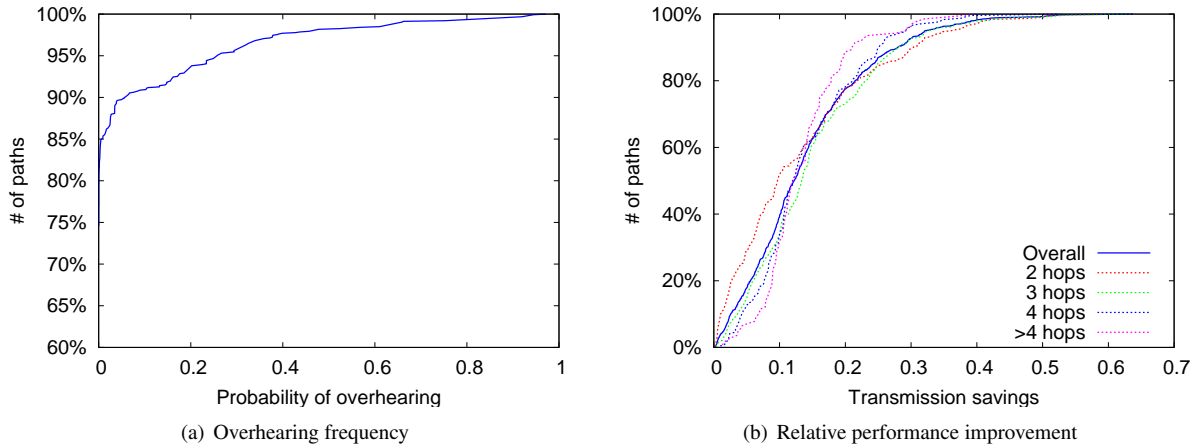 100%
95%
90%
85%
80%
75%
70%
65%
60%
# of paths
0
0.2
0.4
0.6
0.8
1
Probability of overhearing
(a) Overhearing frequency
100%
80%
60%
40%
20%
0%
# of paths
Overall
2 hops
3 hops
4 hops
>4 hops
0
0.1
0.2
0.3
0.4
0.5
0.6
0.7
Transmission savings
(b) Relative performance improvement